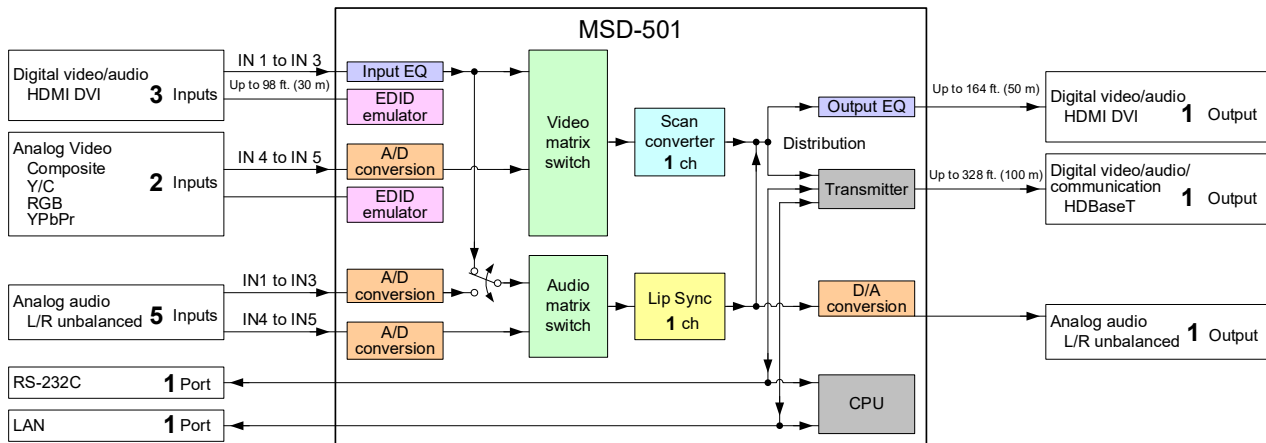 MSD-501
Digital video/audio
HDMI DVI
3 Inputs
IN 1 to IN 3
Up to 98 ft. (30 m)
Analog Video
Composite
Y/C
RGB
YPbPr
2 Inputs
IN 4 to IN 5
Analog audio
L/R unbalanced
5 Inputs
IN1 to IN3
IN4 to IN5
RS-232C
1 Port
LAN
1 Port
Input EQ
EDID
emulator
A/D
conversion
EDID
emulator
A/D
conversion
A/D
conversion
Video
matrix
switch
Audio
matrix
switch
Scan
converter
1 ch
Lip Sync
1 ch
Distribution
Output EQ
Transmitter
D/A
conversion
CPU
Up to 164 ft. (50 m)
Up to 328 ft. (100 m)
Digital video/audio
HDMI DVI
1 Output
Digital video/audio/
communication
HDBaseT
1 Output
Analog audio
L/R unbalanced
1 Output